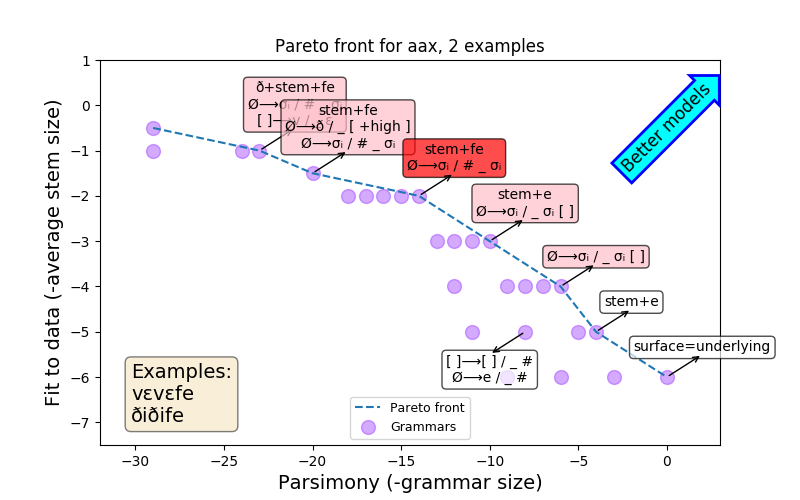 Pareto front for aax, 2 examples
Fit to data (-average stem size)
1
0
−1
−2
−3
−4
−5
−6
−7
ð+stem+fe
stem+fe
Ø⟶ð / _ [ +high ]
Ø⟶σᵢ / # _ σᵢ
stem+fe
Ø⟶σᵢ / # _ σᵢ
stem+e
Ø⟶σᵢ / _ σᵢ [ ]
Ø⟶σᵢ / _ σᵢ [ ]
stem+e
surface=underlying
[ ]⟶[ ] / _ #
Ø⟶e / _ #
Better models
Examples:
vɛvɛfe
ðiðife
Pareto front
Grammars
−30
−25
−20
−15
−10
−5
0
Parsimony (-grammar size)